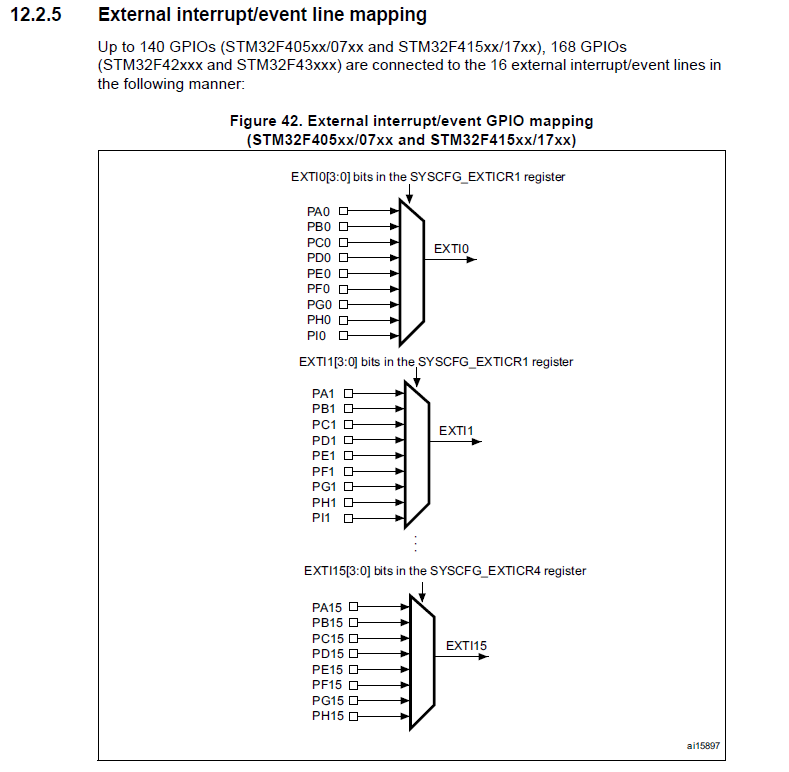 12.2.5 External interrupt/event line mapping
Up to 140 GPIOs (STM32F405xx/07xx and STM32F415xx/17xx), 168 GPIOs
(STM32F42xxx and STM32F43xxx) are connected to the 16 external interrupt/event lines in
the following manner:
Figure 42. External interrupt/event GPIO mapping
(STM32F405xx/07xx and STM32F415xx/17xx)
EXTI0[3:0] bits in the SYSCFG_EXTICR1 register
PA0
PB0
PC0
PD0
PE0
PF0
PG0
PH0
PI0
EXTI0
EXTI1[3:0] bits in the SYSCFG_EXTICR1 register
PA1
PB1
PC1
PD1
PE1
PF1
PG1
PH1
PI1
EXTI1
EXTI15[3:0] bits in the SYSCFG_EXTICR4 register
PA15
PB15
PC15
PD15
PE15
PF15
PG15
PH15
EXTI15
ai15897